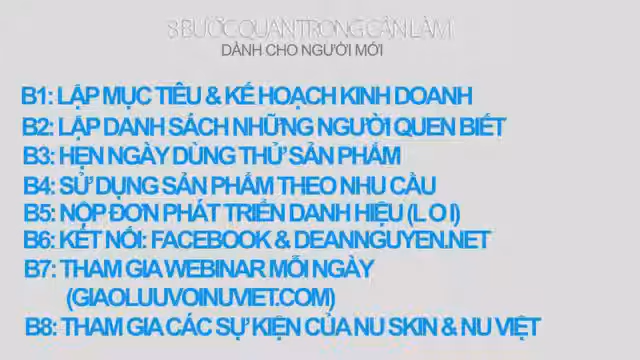 8 BƯỚC QUAN TRỌNG CẦN LÀM
DÀNH CHO NGƯỜI MỚI
B1: LẬP MỤC TIÊU & KẾ HOẠCH KINH DOANH
B2: LẬP DANH SÁCH NHỮNG NGƯỜI QUEN BIẾT
B3: HẸN NGÀY DÙNG THỬ SẢN PHẨM
B4: SỬ DỤNG SẢN PHẨM THEO NHU CẦU
B5: NỘP ĐƠN PHÁT TRIỂN DANH HIỆU (L O I)
B6: KẾT NỐI: FACEBOOK & DEANNGUYEN.NET
B7: THAM GIA WEBINAR MỖI NGÀY
(GIAOLUUVOINUVIET.COM)
B8: THAM GIA CÁC SỰ KIỆN CỦA NU SKIN & NU VIỆT